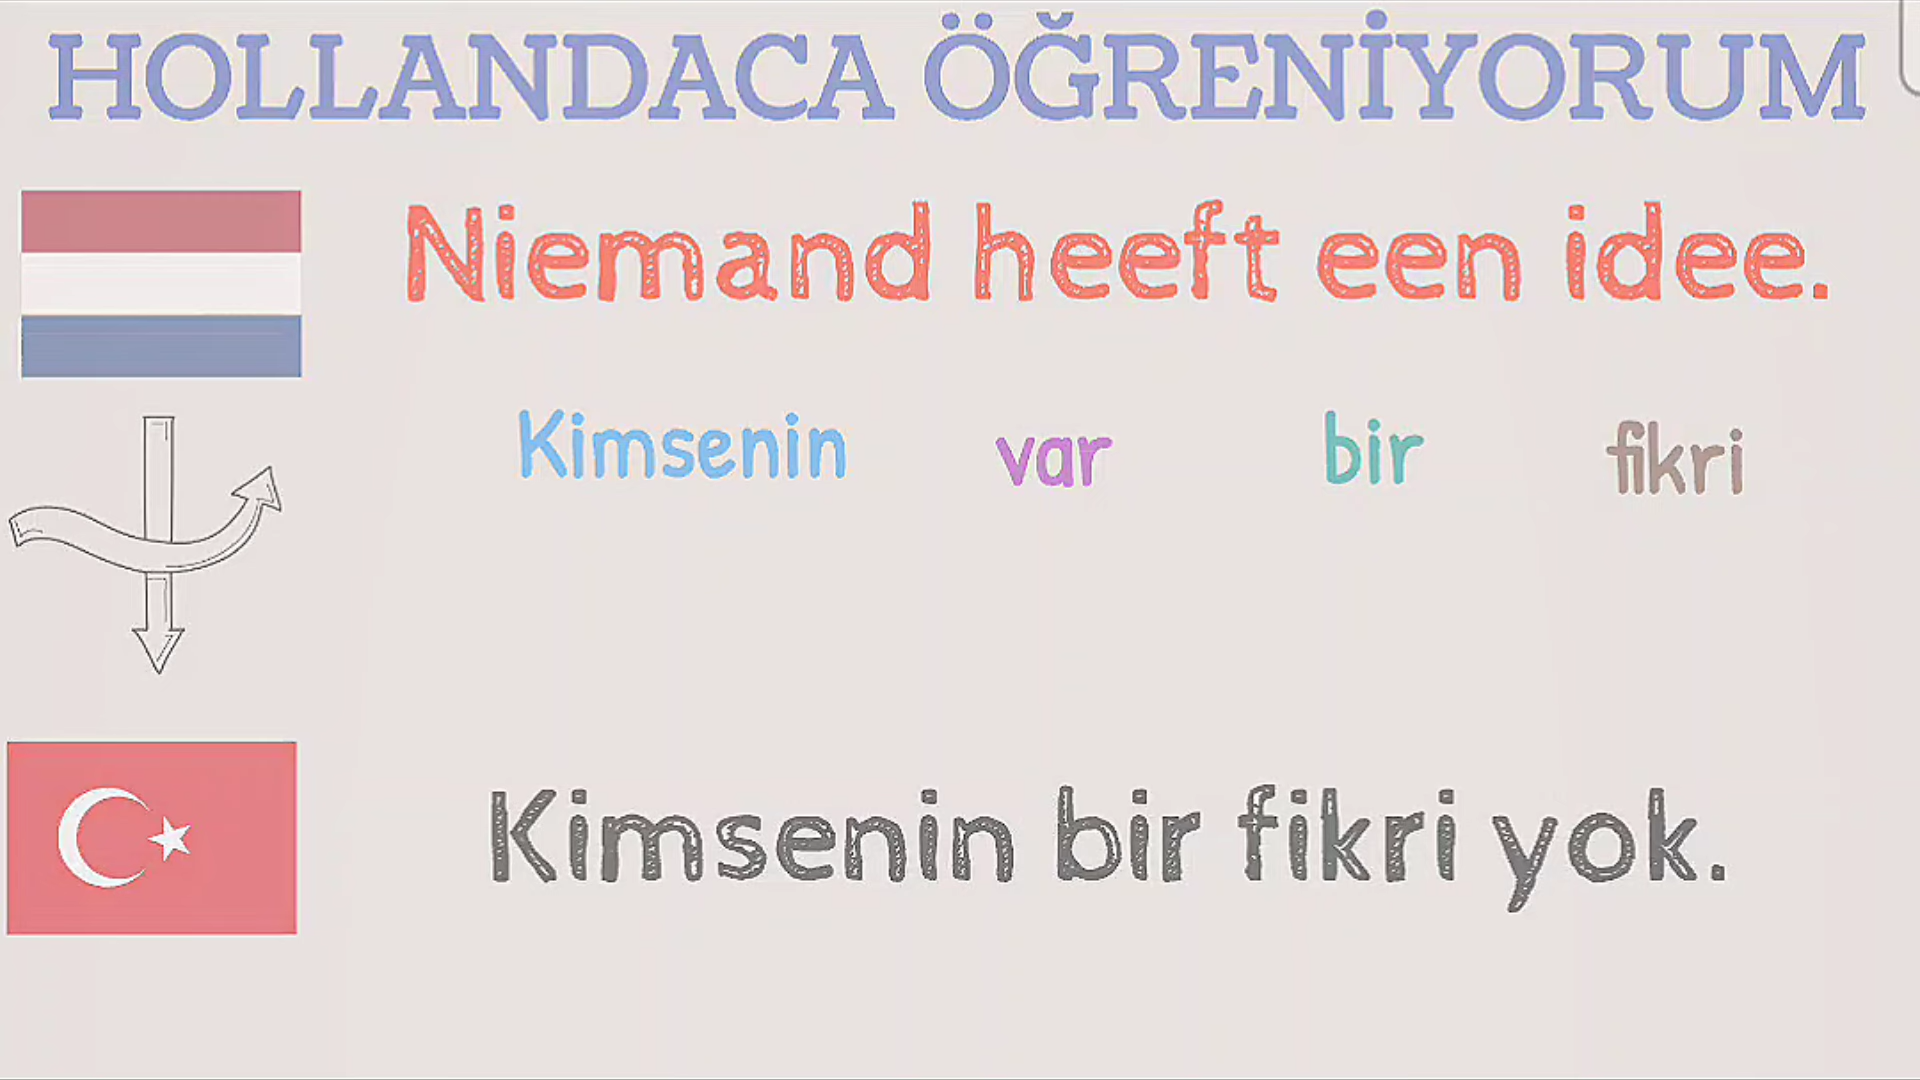 HOLLANDACA ÖĞRENİYORUM
Niemand heeft een idee.
Kimsenin var bir fikri
Kimsenin bir fikri yok.